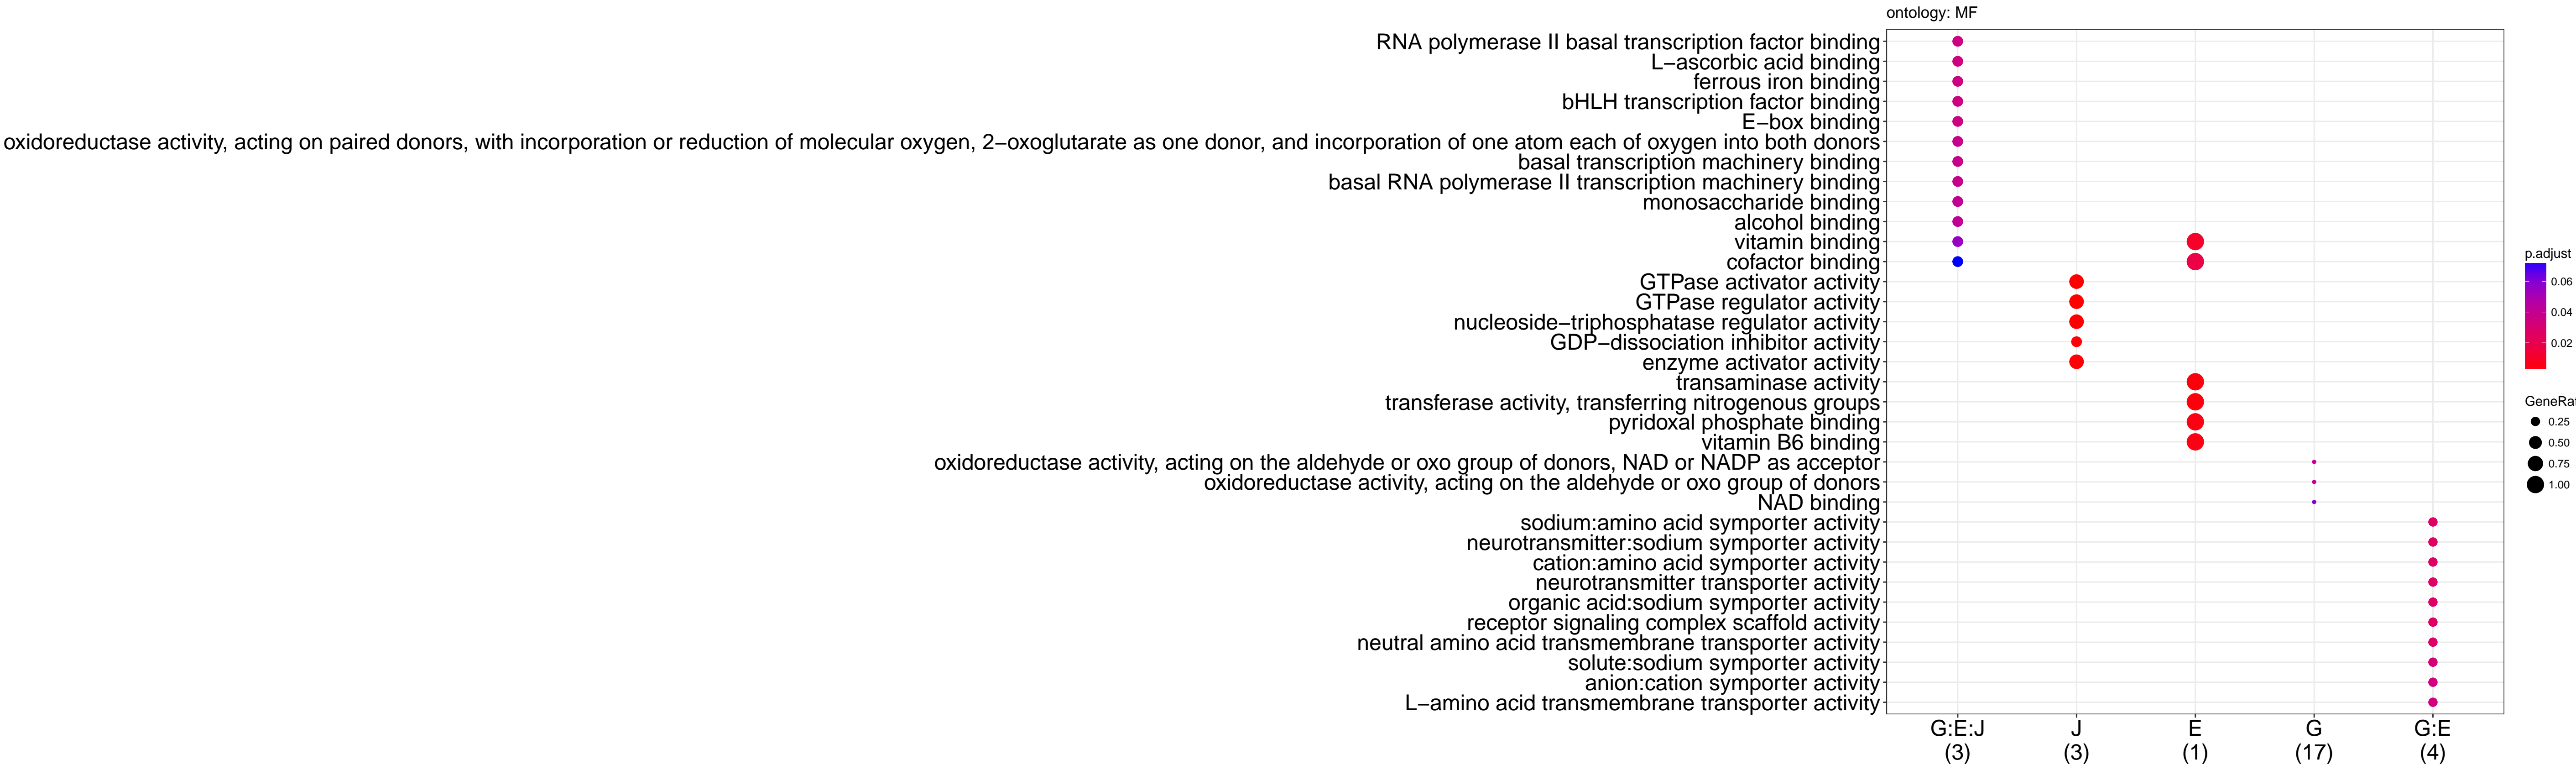 ontology: MF
RNA polymerase II basal transcription factor binding
L−ascorbic acid binding
ferrous iron binding
bHLH transcription factor binding
E−box binding
oxidoreductase activity, acting on paired donors, with incorporation or reduction of molecular oxygen, 2−oxoglutarate as one donor, and incorporation of one atom each of oxygen into both donors
basal transcription machinery binding
basal RNA polymerase II transcription machinery binding
monosaccharide binding
alcohol binding
vitamin binding
cofactor binding
GTPase activator activity
GTPase regulator activity
nucleoside−triphosphatase regulator activity
GDP−dissociation inhibitor activity
enzyme activator activity
transaminase activity
transferase activity, transferring nitrogenous groups
pyridoxal phosphate binding
vitamin B6 binding
oxidoreductase activity, acting on the aldehyde or oxo group of donors, NAD or NADP as acceptor
oxidoreductase activity, acting on the aldehyde or oxo group of donors
NAD binding
sodium:amino acid symporter activity
neurotransmitter:sodium symporter activity
cation:amino acid symporter activity
neurotransmitter transporter activity
organic acid:sodium symporter activity
receptor signaling complex scaffold activity
neutral amino acid transmembrane transporter activity
solute:sodium symporter activity
anion:cation symporter activity
L−amino acid transmembrane transporter activity
G:E:J J E G G:E
(3) (3) (1) (17) (4)
p.adjust
0.06
0.04
0.02
GeneRat
0.25
0.50
0.75
1.00